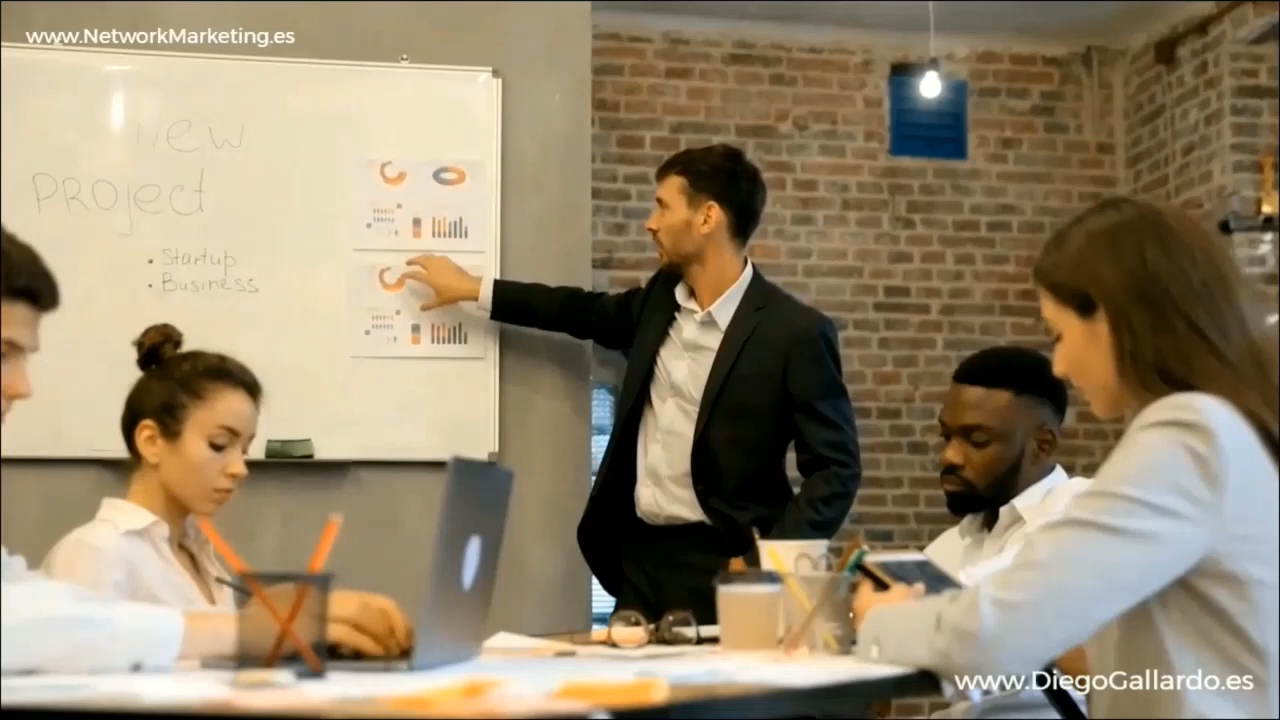 www.NetworkMarketing.es
New
PROject
• Startup
• Business
www.DiegoGallardo.es